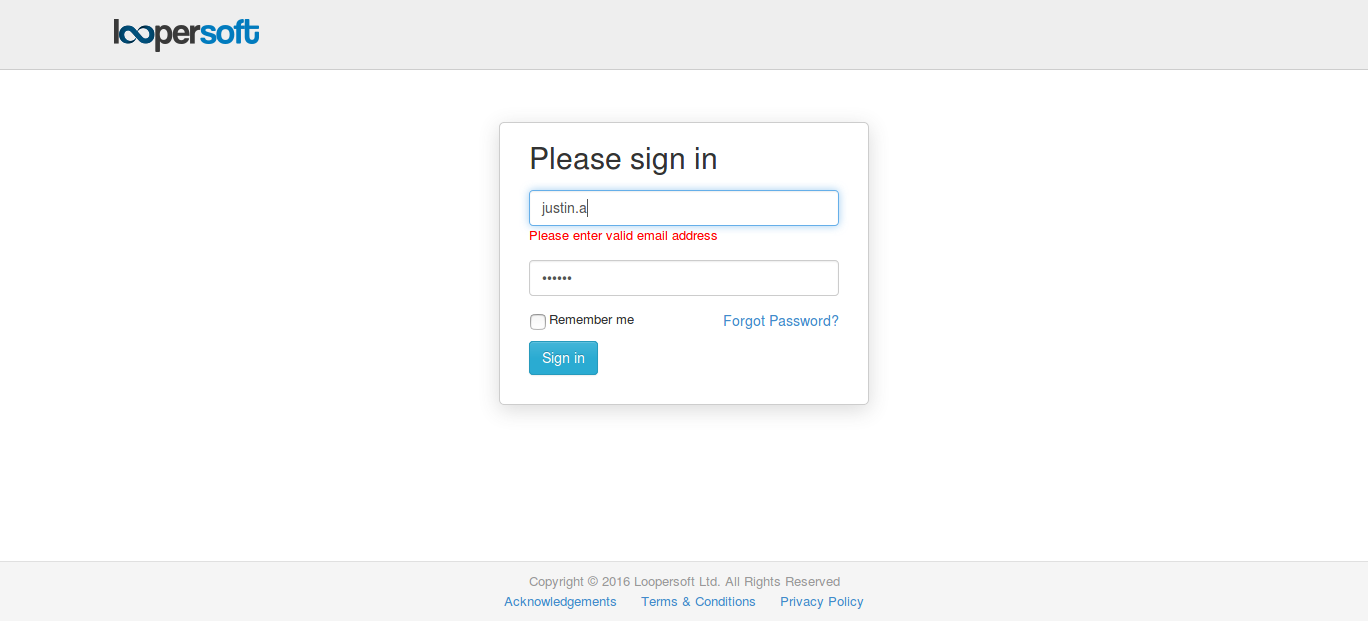 loopersoft
Please sign in
justin.a
Please enter valid email address
••••••
Remember me Forgot Password?
Sign in
Copyright © 2016 Loopersoft Ltd. All Rights Reserved
Acknowledgements Terms & Conditions Privacy Policy